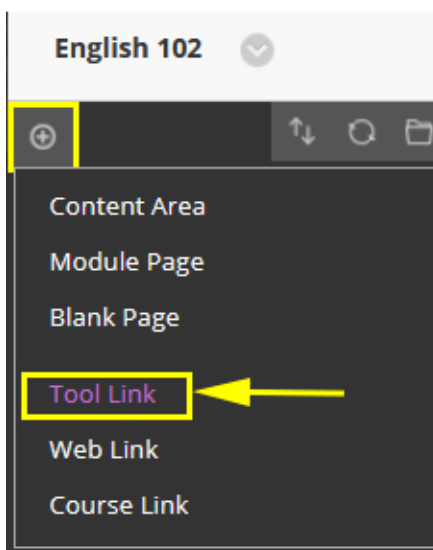 English 102
Content Area
Module Page
Blank Page
Tool Link
Web Link
Course Link